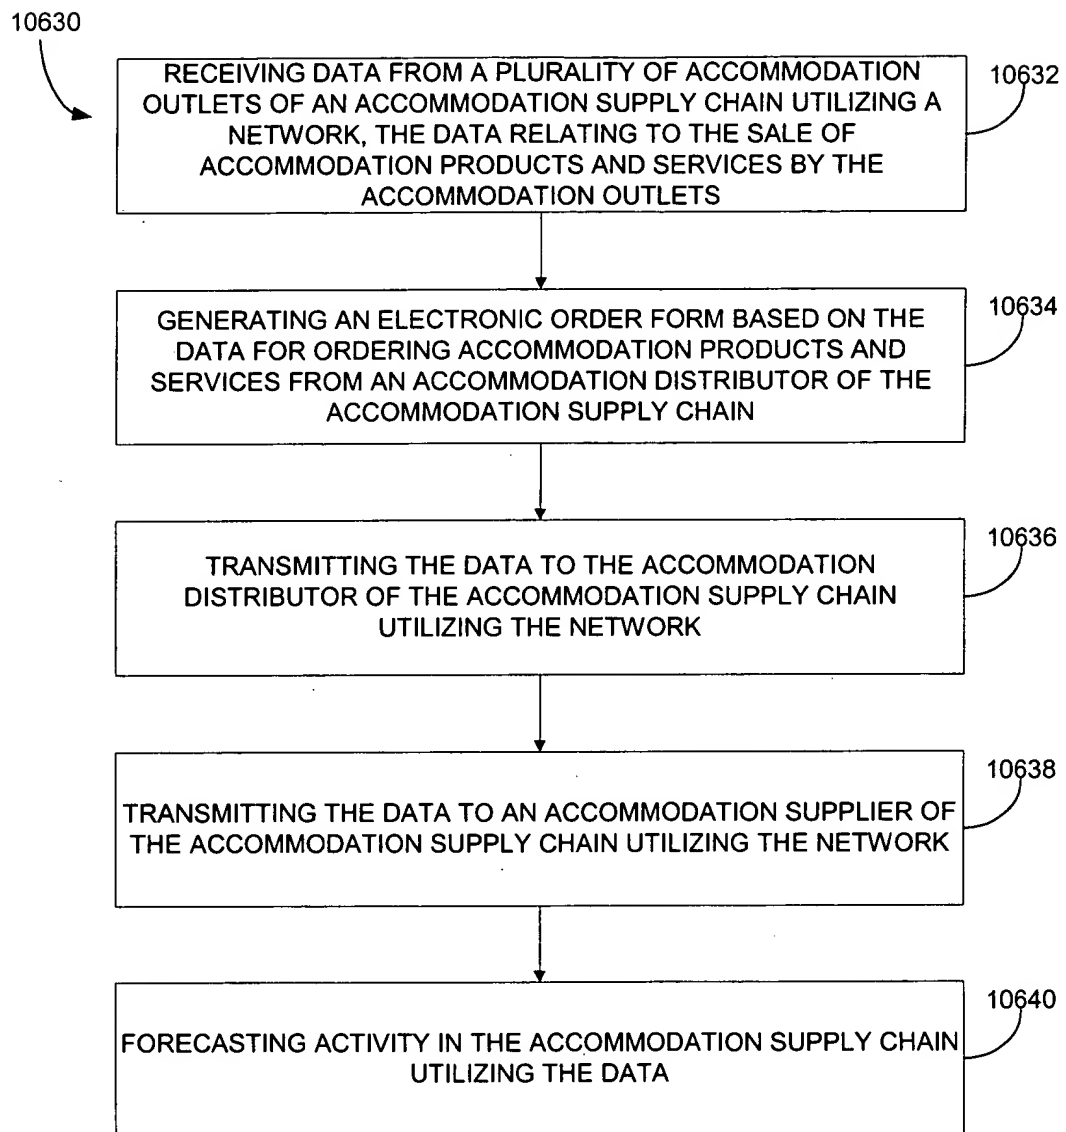 10630
RECEIVING DATA FROM A PLURALITY OF ACCOMMODATION
OUTLETS OF AN ACCOMMODATION SUPPLY CHAIN UTILIZING A
NETWORK, THE DATA RELATING TO THE SALE OF
ACCOMMODATION PRODUCTS AND SERVICES BY THE
ACCOMMODATION OUTLETS
10632
GENERATING AN ELECTRONIC ORDER FORM BASED ON THE
DATA FOR ORDERING ACCOMMODATION PRODUCTS AND
SERVICES FROM AN ACCOMMODATION DISTRIBUTOR OF THE
ACCOMMODATION SUPPLY CHAIN
10634
TRANSMITTING THE DATA TO THE ACCOMMODATION
DISTRIBUTOR OF THE ACCOMMODATION SUPPLY CHAIN
UTILIZING THE NETWORK
10636
TRANSMITTING THE DATA TO AN ACCOMMODATION SUPPLIER OF
THE ACCOMMODATION SUPPLY CHAIN UTILIZING THE NETWORK
10638
FORECASTING ACTIVITY IN THE ACCOMMODATION SUPPLY CHAIN
UTILIZING THE DATA
10640